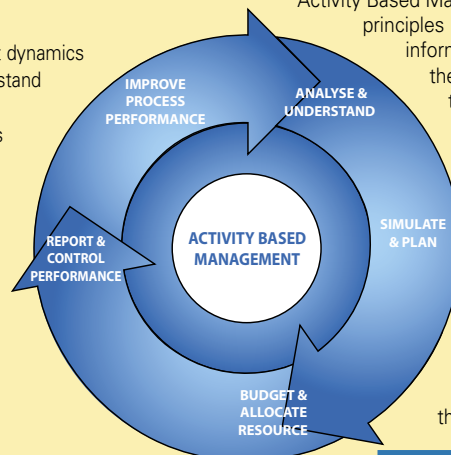 Activity Based Ma
principles
inform
the
t
dynamics
stand
s
IMPROVE
PROCESS
PERFORMANCE
ANALYSE &
UNDERSTAND
SIMULATE
& PLAN
BUDGET &
ALLOCATE
RESOURCE
REPORT &
CONTROL
PERFORMANCE
ACTIVITY BASED
MANAGEMENT
th